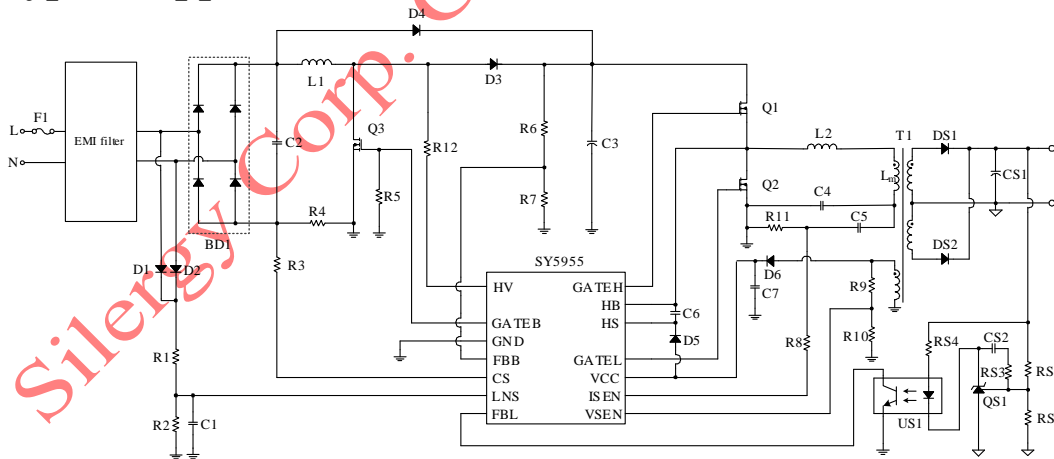 Silergy Corp. C
D4
L1
D3
F1
L
N
EMI filter
C2
Q3
R12
R6
C3
Q1
L2
T1
DS1
Lm
CS1
Q2
R5
R7
R4
C4
R11
C5
BD1
DS2
D1
D2
R3
SY5955
D6
C7
R9
HV
GATEH
HB
C6
GATEB
HS
R10
GND
D5
R8
RS4
CS2
R1
FBB
GATEL
RS3
RS
CS
VCC
QS1
LNS
ISEN
US1
RS
R2
C1
FBL
VSEN